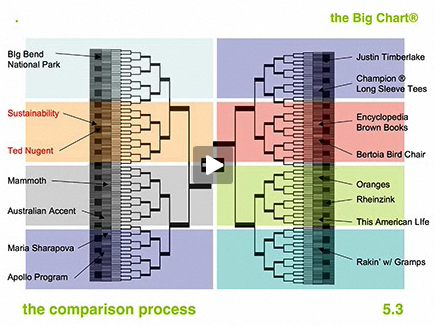 the Big Chart®
BIg Bend
National Park
Sustainability
Ted Nugent
Mammoth
Australian Accent
Maria Sharapova
Apollo Program
Justin Timberlake
Champion ®
Long Sleeve Tees
Encyclopedia
Brown Books
Bertoia Bird Chair
Oranges
Rheinzink
This American LIfe
Rakin' w/ Gramps
the comparison process
5.3